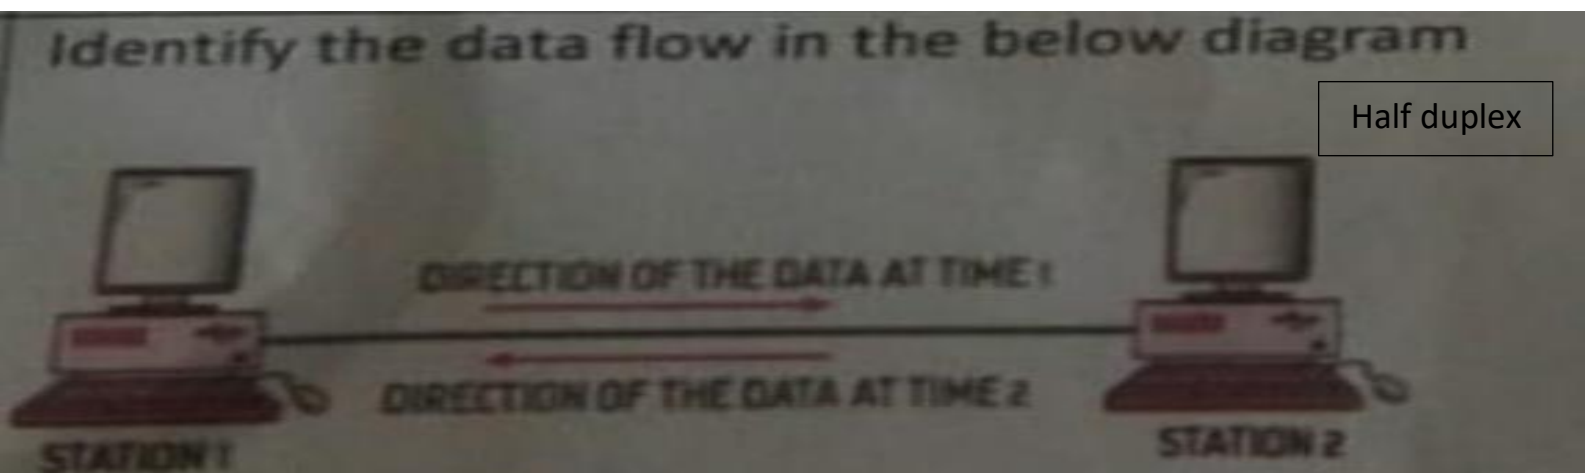 Identify the data flow in the below diagram
Half duplex
DIRECTION OF THE DATA AT TIME 1
DIRECTION OF THE DATA AT TIME 2
STATION 1
STATION 2